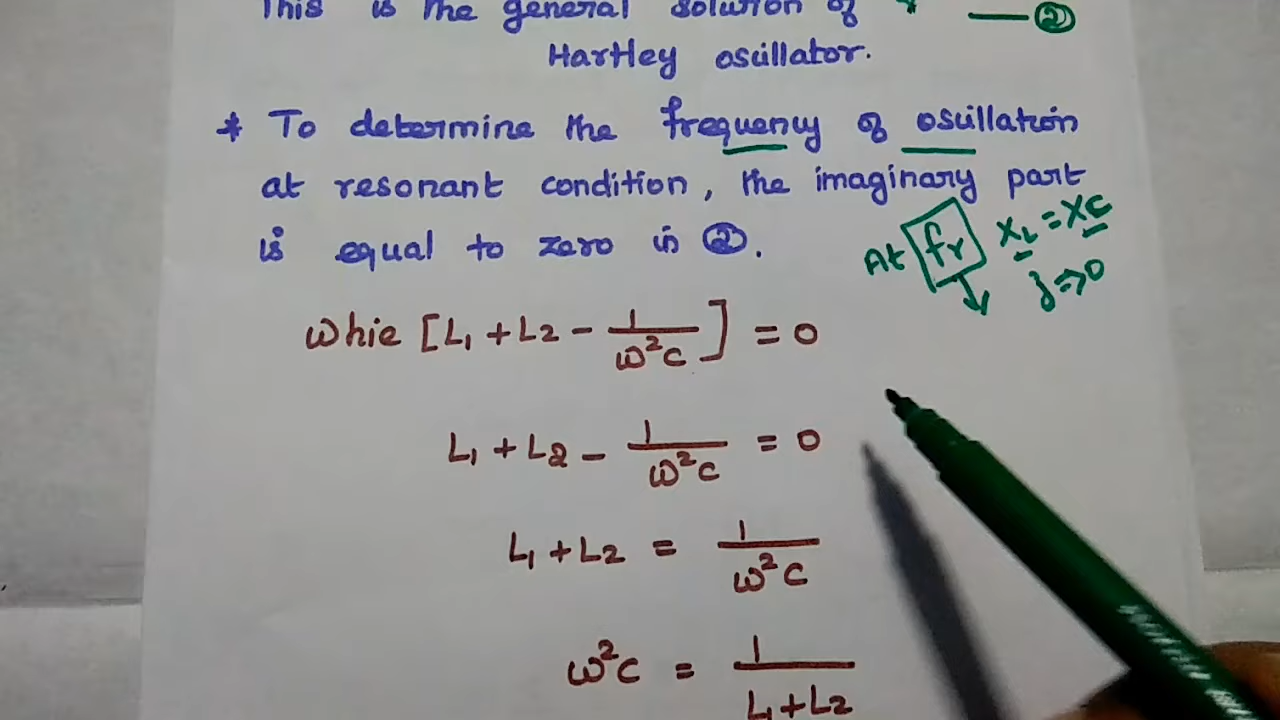 This is the general solution of * — ②
Hartley oscillator.
* To determine the frequency of oscillation
at resonant condition, the imaginary part
is equal to zero in ②.
At fr XL = XC
j => 0
Whie [L₁ + L₂ - 1/ω²C] = 0
L₁ + L₂ - 1/ω²C = 0
L₁ + L₂ = 1/ω²C
ω²C = 1/L₁+L₂